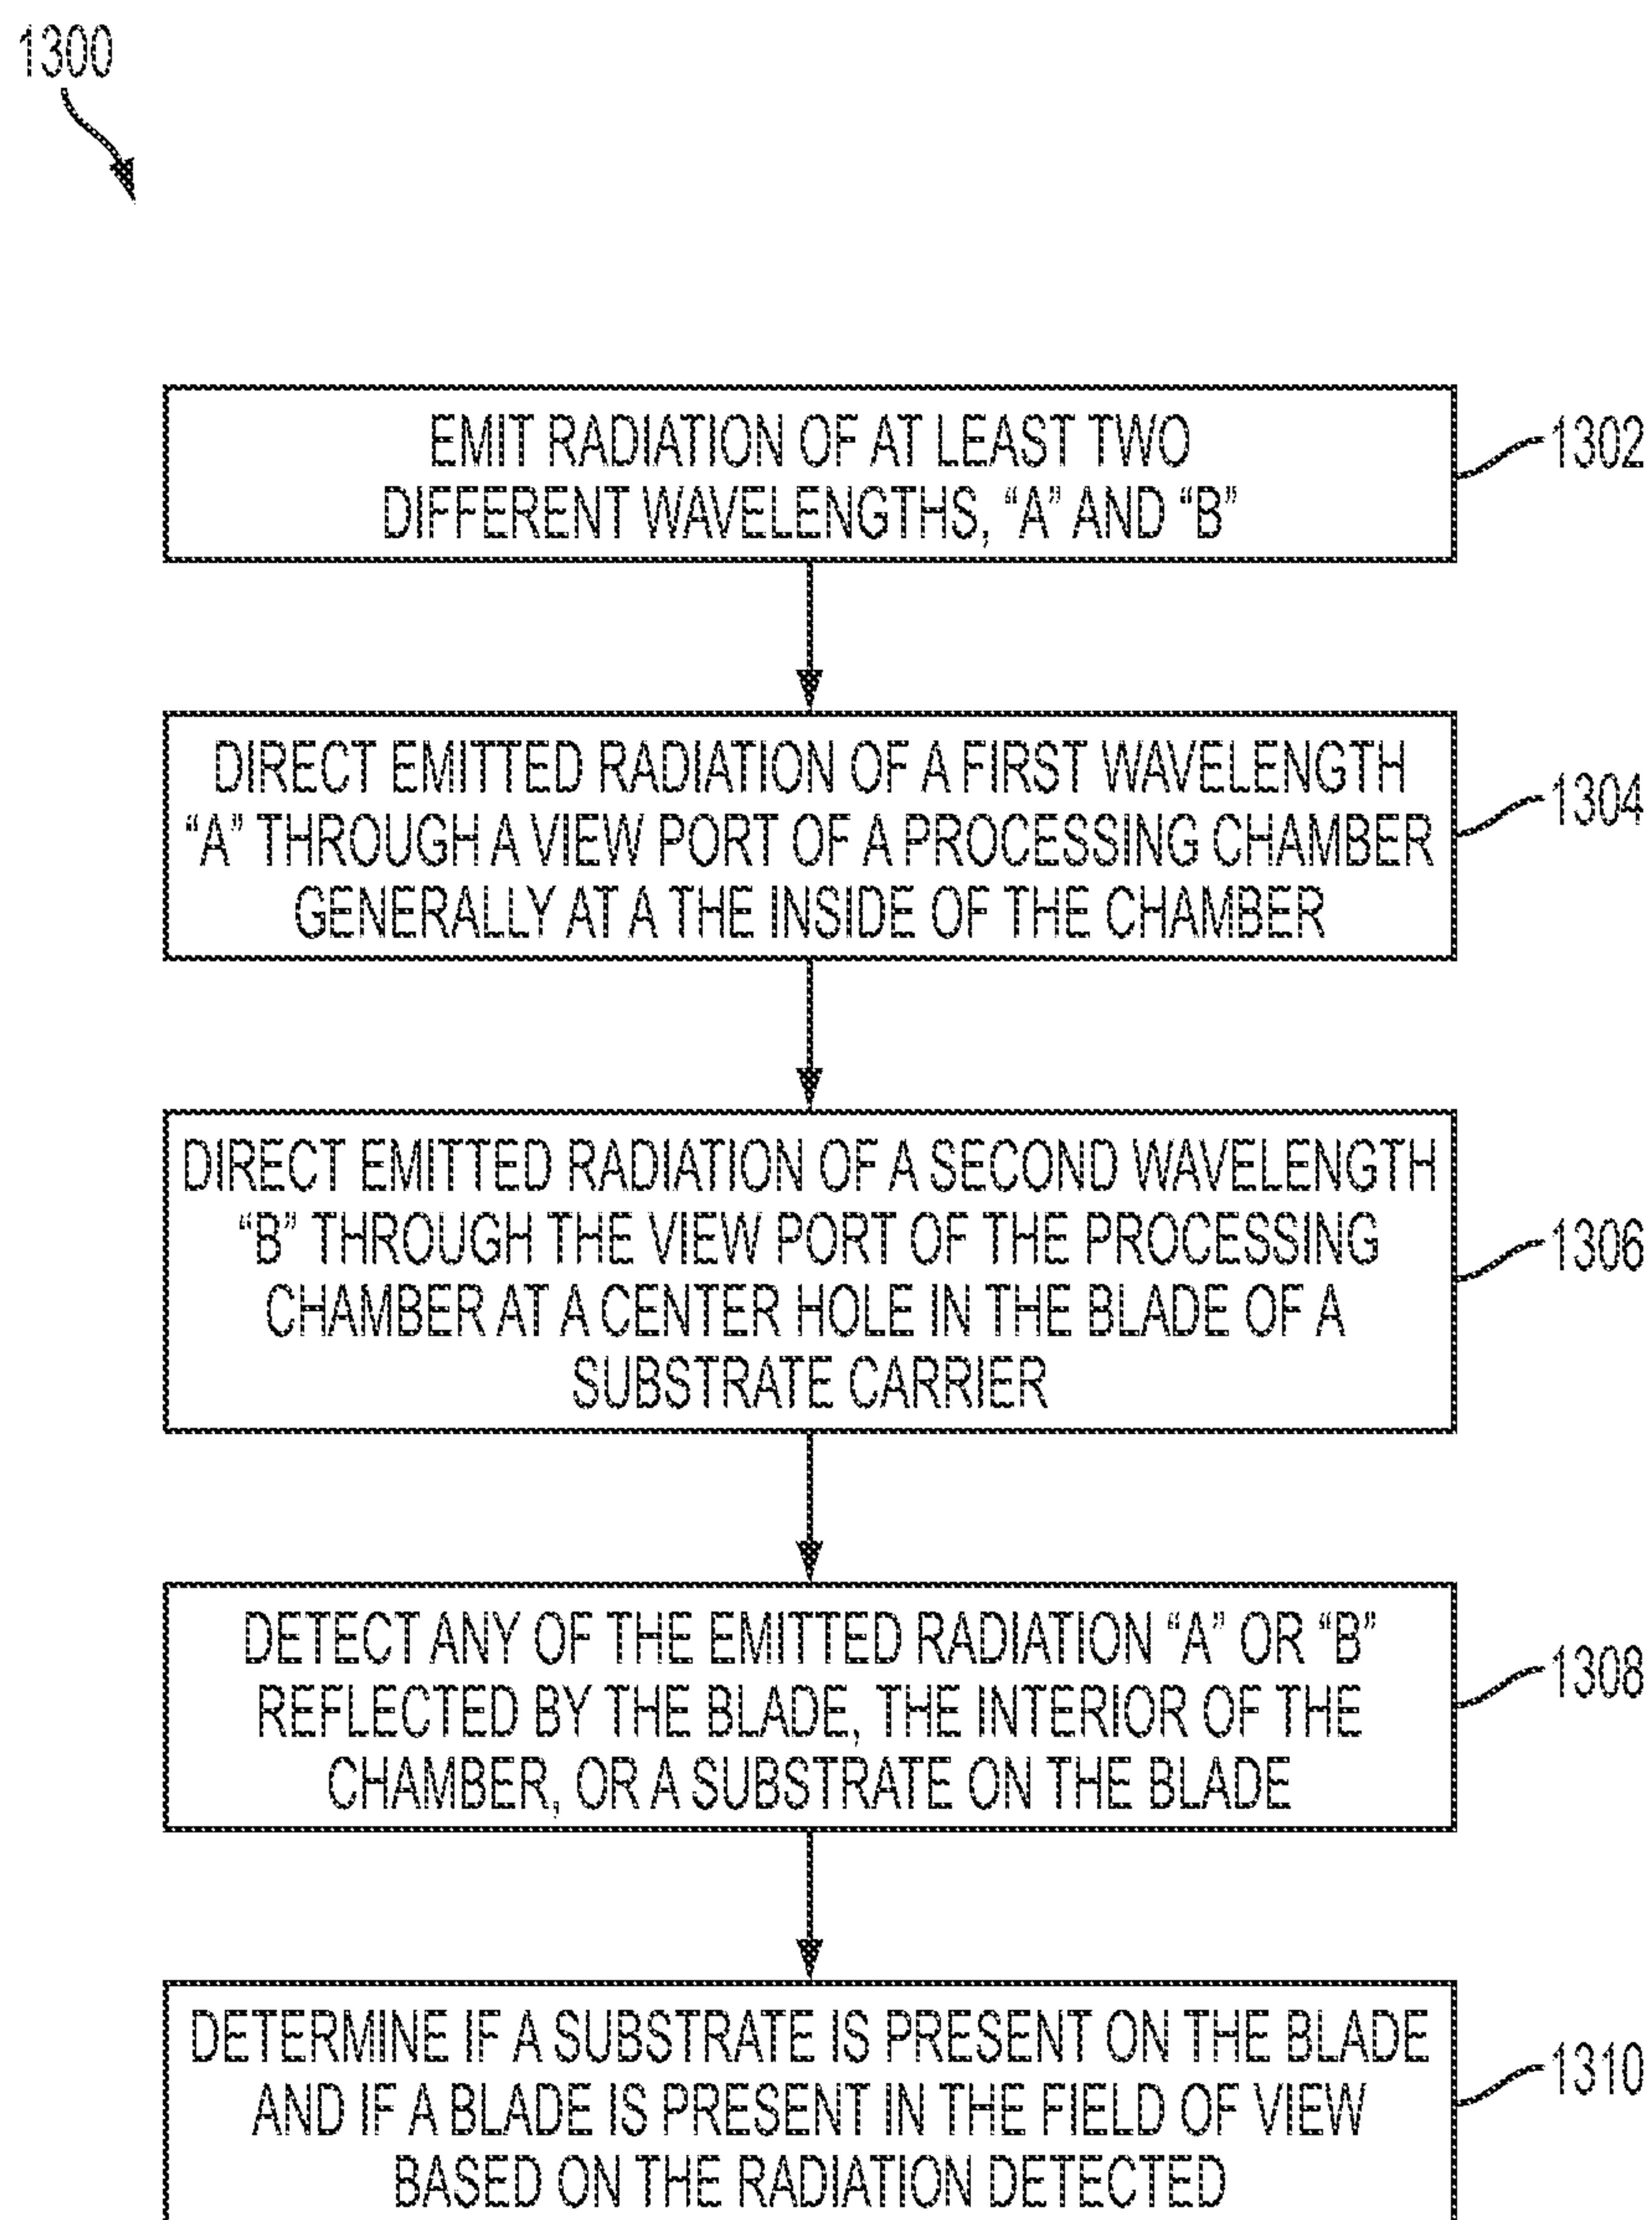 1300
EMIT RADIATION OF AT LEAST TWO
DIFFERENT WAVELENGTHS, “A” AND “B”
1302
DIRECT EMITTED RADIATION OF A FIRST WAVELENGTH
“A” THROUGH A VIEW PORT OF A PROCESSING CHAMBER
GENERALLY AT A THE INSIDE OF THE CHAMBER
1304
DIRECT EMITTED RADIATION OF A SECOND WAVELENGTH
“B” THROUGH THE VIEW PORT OF THE PROCESSING
CHAMBER AT A CENTER HOLE IN THE BLADE OF A
SUBSTRATE CARRIER
1306
DETECT ANY OF THE EMITTED RADIATION “A” OR “B”
REFLECTED BY THE BLADE, THE INTERIOR OF THE
CHAMBER, OR A SUBSTRATE ON THE BLADE
1308
DETERMINE IF A SUBSTRATE IS PRESENT ON THE BLADE
AND IF A BLADE IS PRESENT IN THE FIELD OF VIEW
BASED ON THE RADIATION DETECTED
1310